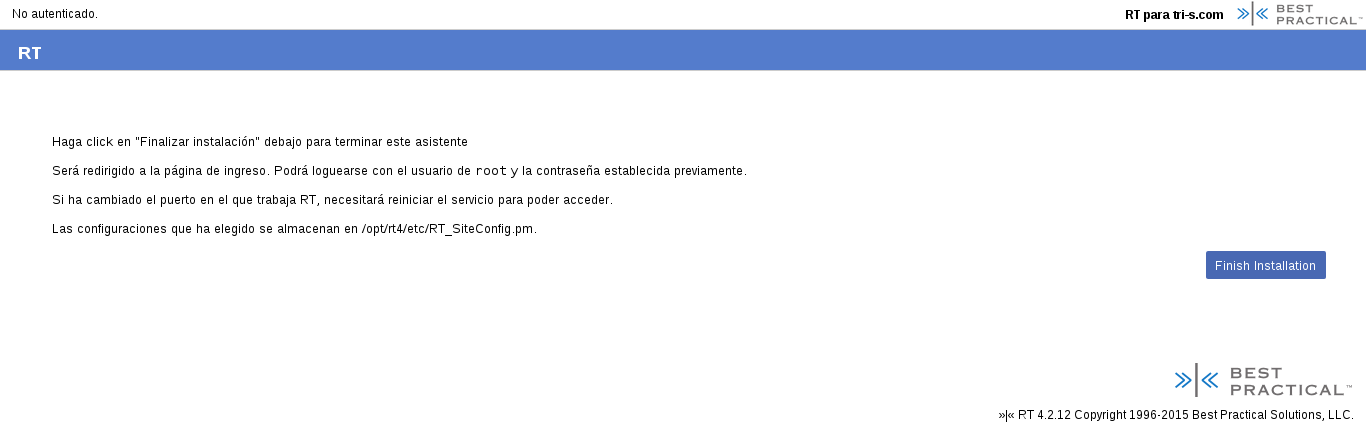 No autenticado.
RT para tri-s.com
BEST
PRACTICAL™
RT
Haga click en "Finalizar instalación" debajo para terminar este asistente
Será redirigido a la página de ingreso. Podrá loguearse con el usuario de root y la contraseña establecida previamente.
Si ha cambiado el puerto en el que trabaja RT, necesitará reiniciar el servicio para poder acceder.
Las configuraciones que ha elegido se almacenan en /opt/rt4/etc/RT_SiteConfig.pm.
Finish Installation
BEST
PRACTICAL™
»|« RT 4.2.12 Copyright 1996-2015 Best Practical Solutions, LLC.